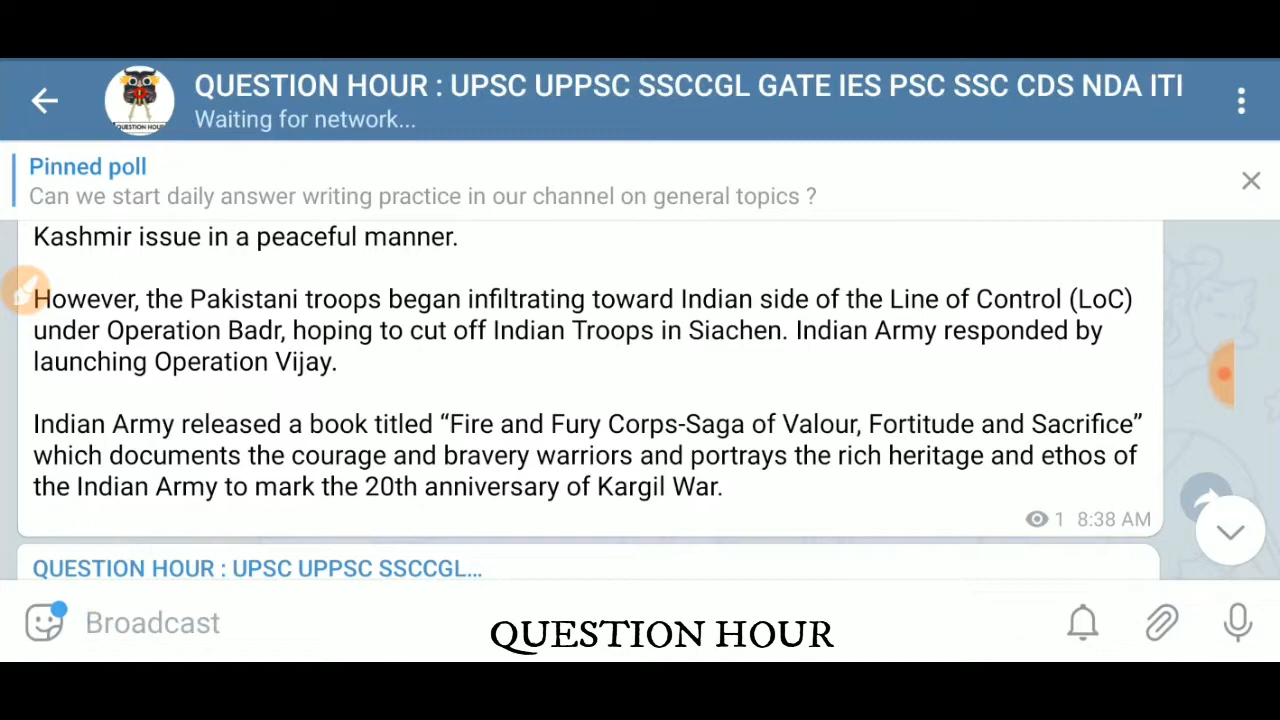 QUESTION HOUR : UPSC UPPSC SSCCGL GATE IES PSC SSC CDS NDA ITI
Waiting for network...
QUESTION HOUR
Pinned poll
Can we start daily answer writing practice in our channel on general topics ?
Kashmir issue in a peaceful manner.
However, the Pakistani troops began infiltrating toward Indian side of the Line of Control (LoC)
under Operation Badr, hoping to cut off Indian Troops in Siachen. Indian Army responded by
launching Operation Vijay.
Indian Army released a book titled “Fire and Fury Corps-Saga of Valour, Fortitude and Sacrifice”
which documents the courage and bravery warriors and portrays the rich heritage and ethos of
the Indian Army to mark the 20th anniversary of Kargil War.
1 8:38 AM
QUESTION HOUR : UPSC UPPSC SSCCGL...
Broadcast
QUESTION HOUR